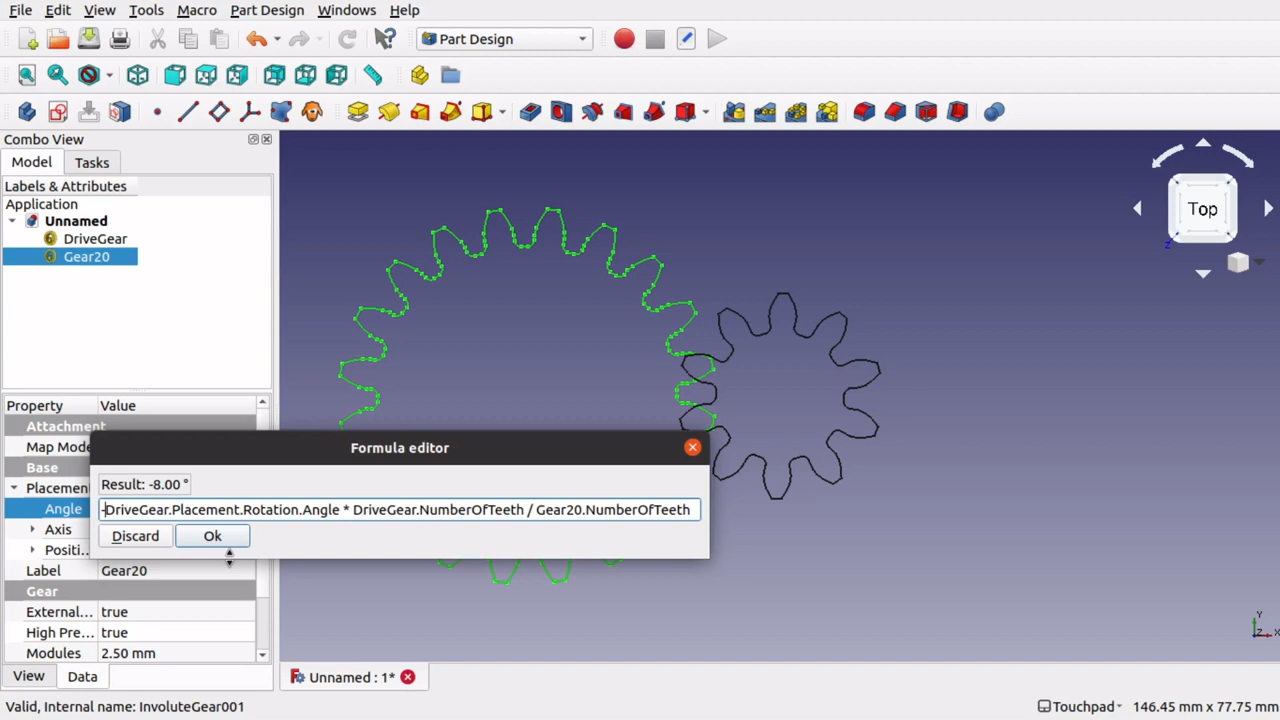 File Edit View Tools Macro Part Design Windows Help
Part Design
Combo View
Model Tasks
Labels & Attributes
Application
Unnamed
DriveGear
Gear20
Top
Property Value
Attachment
Map Mode
Base
Placement
Angle
Axis
Positi...
Label Gear20
Gear
External... true
High Pre... true
Modules 2.50 mm
View Data
Formula editor
Result: -8.00 °
-DriveGear.Placement.Rotation.Angle * DriveGear.NumberOfTeeth / Gear20.NumberOfTeeth
Discard Ok
Y
Z X
Unnamed : 1*
Valid, Internal name: InvoluteGear001
Touchpad 146.45 mm x 77.75 mm